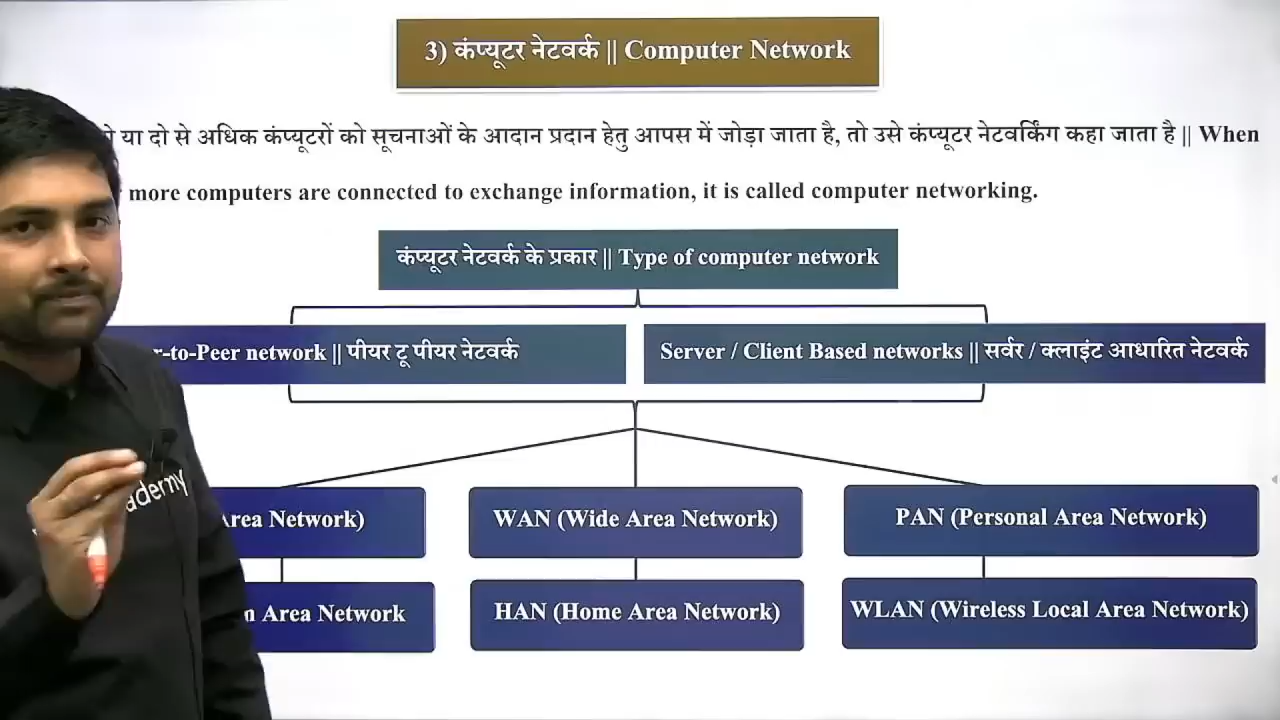 3) कंप्यूटर नेटवर्क || Computer Network
या दो से अधिक कंप्यूटरों को सूचनाओं के आदान प्रदान हेतु आपस में जोड़ा जाता है, तो उसे कंप्यूटर नेटवर्किंग कहा जाता है || When
more computers are connected to exchange information, it is called computer networking.
कंप्यूटर नेटवर्क के प्रकार || Type of computer network
r-to-Peer network || पीयर टू पीयर नेटवर्क
Server / Client Based networks || सर्वर / क्लाइंट आधारित नेटवर्क
Area Network)
WAN (Wide Area Network)
PAN (Personal Area Network)
Area Network
HAN (Home Area Network)
WLAN (Wireless Local Area Network)
ademy